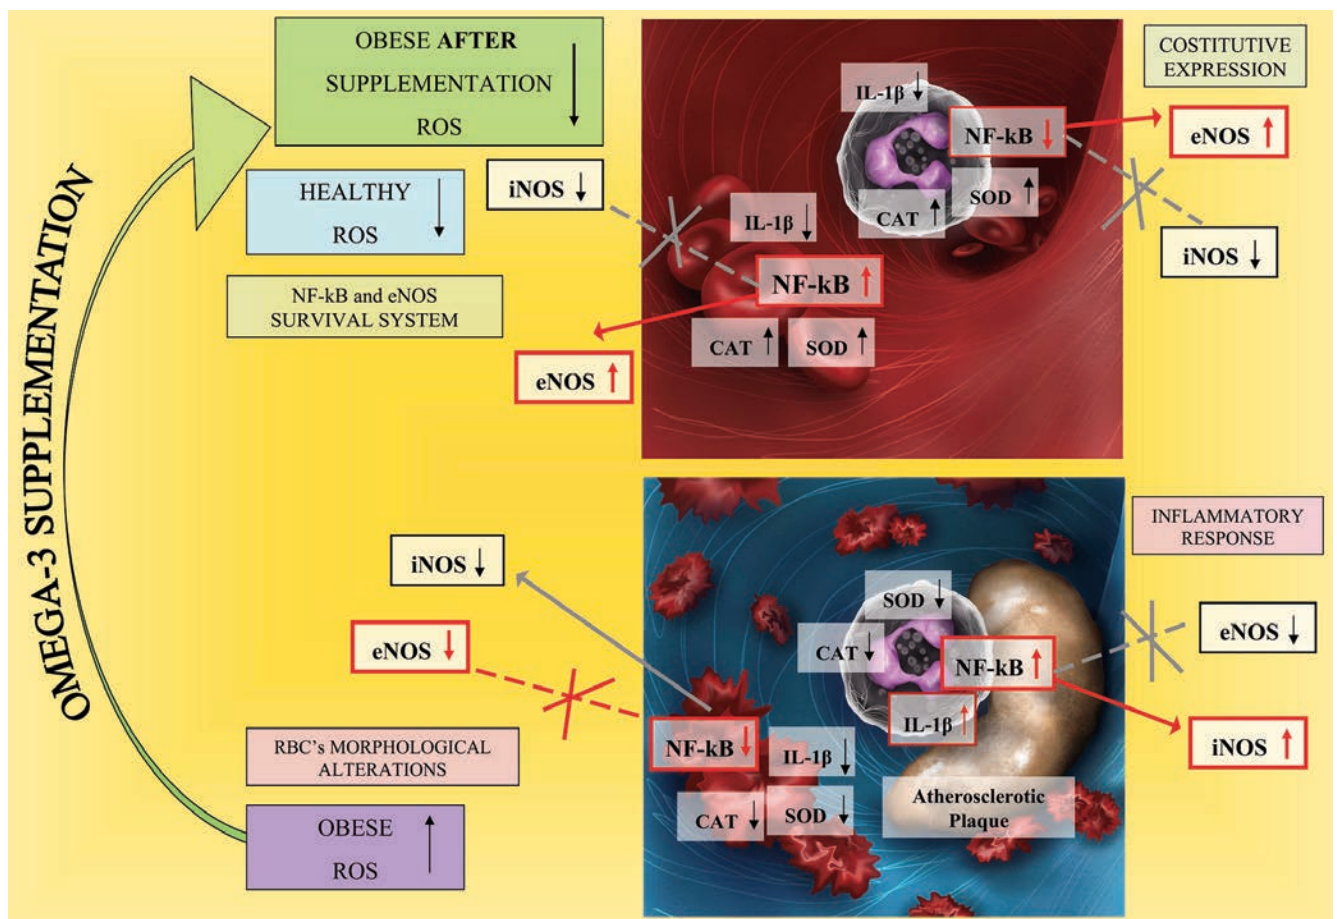 OMEGA-3 SUPPLEMENTATION
OBESE AFTER ↓
SUPPLEMENTATION
ROS
HEALTHY ↓
ROS
NF-kB and eNOS
SURVIVAL SYSTEM
iNOS ↓
eNOS ↑
IL-1β ↓
NF-kB ↑
CAT ↑
SOD ↑
IL-1β ↓
NF-kB ↓
SOD ↑
CAT ↑
COSTITUTIVE
EXPRESSION
eNOS ↑
iNOS ↓
iNOS ↓
eNOS ↓
RBC's MORPHOLOGICAL
ALTERATIONS
OBESE ↑
ROS
NF-kB ↓
IL-1β ↓
CAT ↓
SOD ↓
SOD ↓
CAT ↓
NF-kB ↑
IL-1β ↑
Atherosclerotic
Plaque
INFLAMMATORY
RESPONSE
eNOS ↓
iNOS ↑